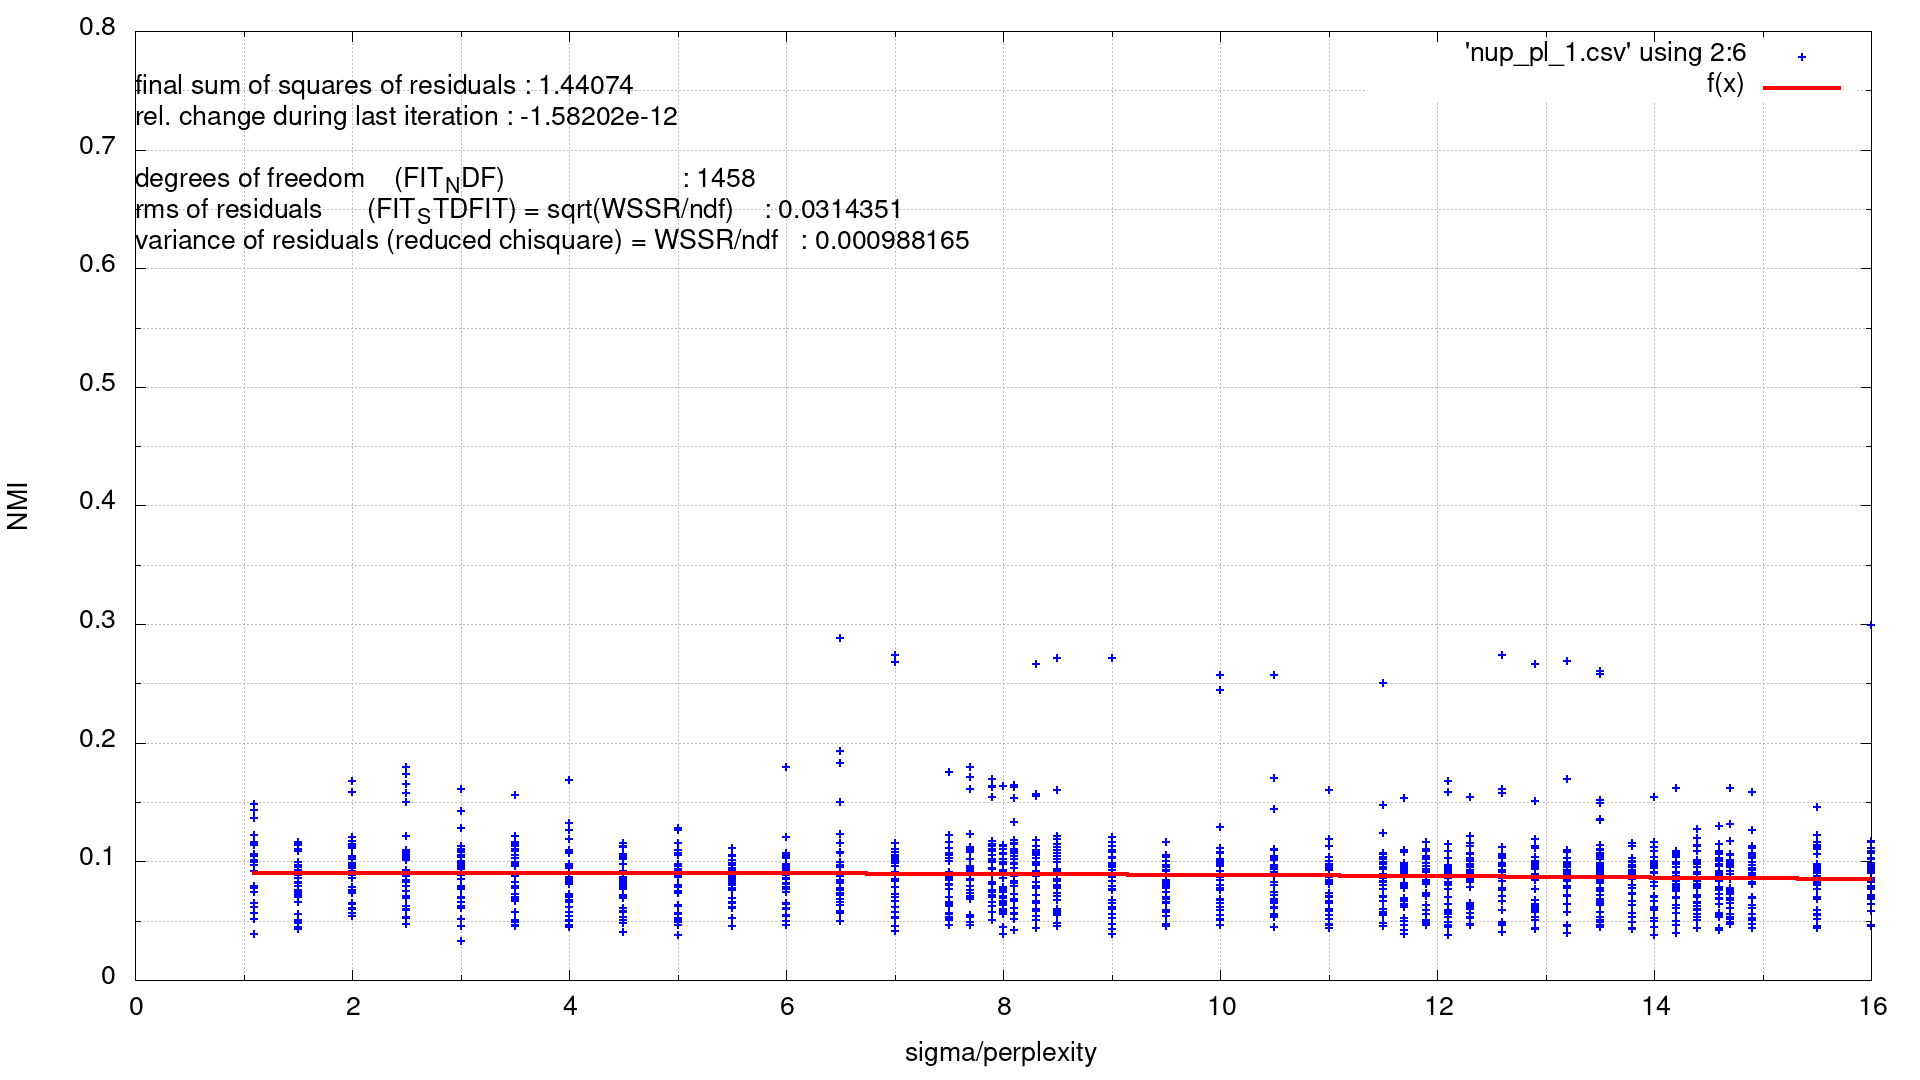 0.8
'nup_pl_1.csv' using 2:6
f(x)
final sum of squares of residuals : 1.44074
rel. change during last iteration : -1.58202e-12
0.7
degrees of freedom (FIT_NDF) : 1458
rms of residuals (FIT_STDFIT) = sqrt(WSSR/ndf) : 0.0314351
variance of residuals (reduced chisquare) = WSSR/ndf : 0.000988165
0.6
0.5
0.4
NMI
0.3
0.2
0.1
0
0 2 4 6 8 10 12 14 16
sigma/perplexity